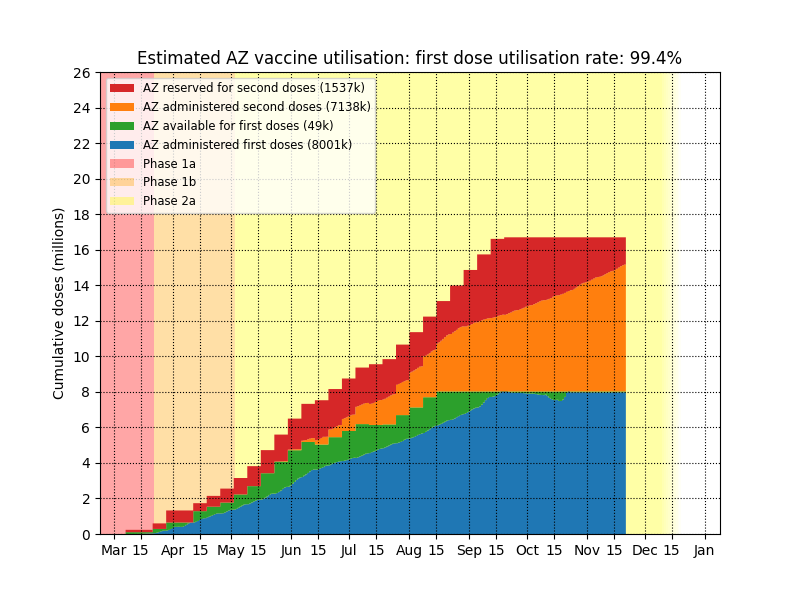 Estimated AZ vaccine utilisation: first dose utilisation rate: 99.4%
Cumulative doses (millions)
26
24
22
20
18
16
14
12
10
8
6
4
2
0
AZ reserved for second doses (1537k)
AZ administered second doses (7138k)
AZ available for first doses (49k)
AZ administered first doses (8001k)
Phase 1a
Phase 1b
Phase 2a
Mar 15 Apr 15 May 15 Jun 15 Jul 15 Aug 15 Sep 15 Oct 15 Nov 15 Dec 15 Jan